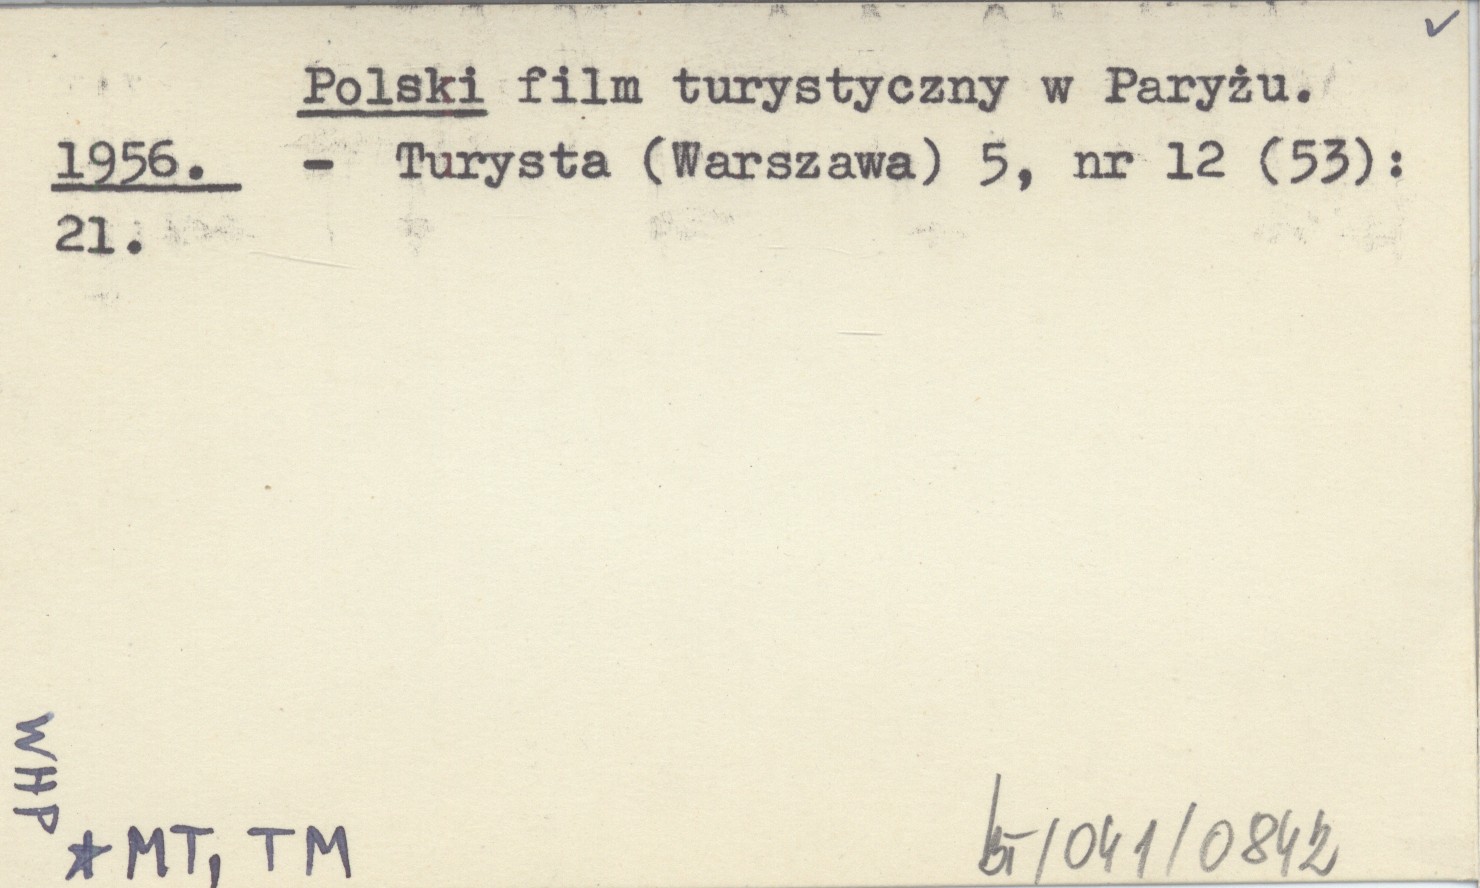 Polski film turystyczny w Paryżu.
1956. - Turysta (Warszawa) 5, nr 12 (53):
21.
WHP
* MT, TM
/041/0842